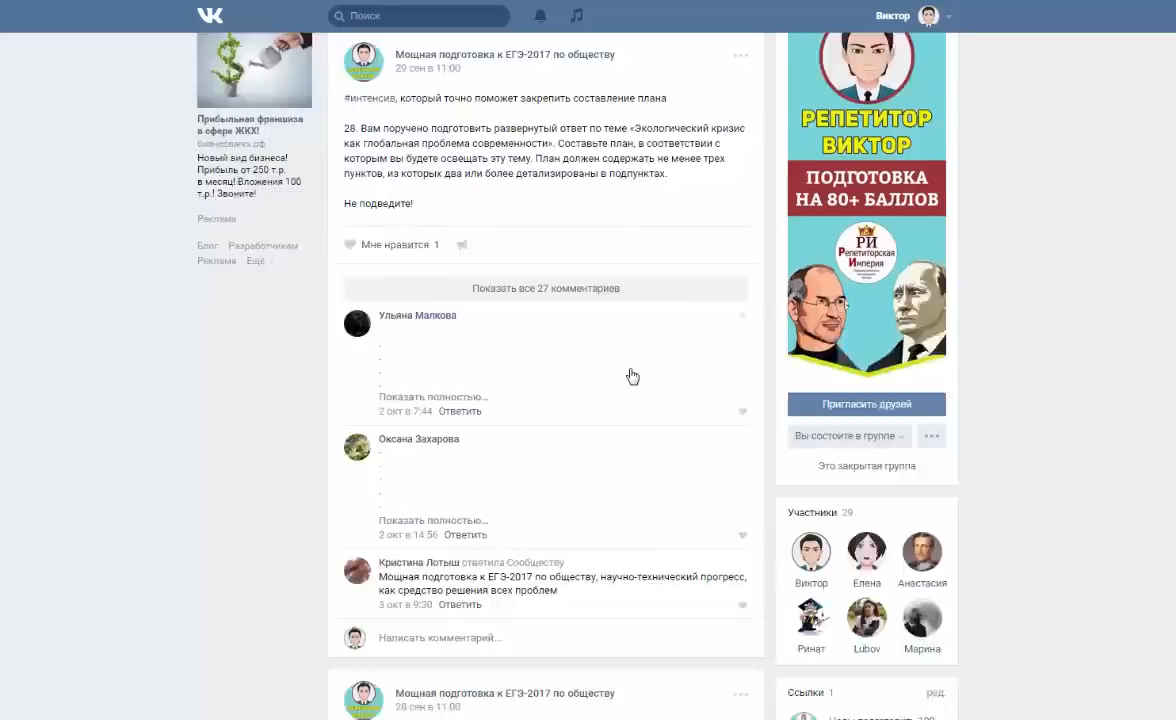 Поиск
Виктор
Прибыльная франшиза
в сфере ЖКХ!
Новый вид бизнеса!
Прибыль от 250 т.р.
в месяц! Вложения 100
т.р.! Звоните!
Реклама
Блог Разработчикам
Реклама Ещё
Мощная подготовка к ЕГЭ-2017 по обществу
29 сен в 11:00
#интенсив, который точно поможет закрепить составление плана
28. Вам поручено подготовить развернутый ответ по теме «Экологический кризис
как глобальная проблема современности». Составьте план, в соответствии с
которым вы будете освещать эту тему. План должен содержать не менее трех
пунктов, из которых два или более детализированы в подпунктах.
Не подведите!
Мне нравится 1
Показать все 27 комментариев
Ульяна Малкова
.
.
.
.
Показать полностью...
2 окт в 7:44 Ответить
Оксана Захарова
.
.
.
.
.
Показать полностью...
2 окт в 14:56 Ответить
Кристина Лотыш ответила Сообществу
Мощная подготовка к ЕГЭ-2017 по обществу, научно-технический прогресс,
как средство решения всех проблем
3 окт в 9:30 Ответить
Написать комментарий...
Мощная подготовка к ЕГЭ-2017 по обществу
28 сен в 11:00
РЕПЕТИТОР
ВИКТОР
ПОДГОТОВКА
НА 80+ БАЛЛОВ
РИ
Репетиторская
Империя
Пригласить друзей
Вы состоите в группе
Это закрытая группа
Участники 29
Виктор Елена Анастасия
Ринат Lubov Марина
Ссылки 1 ред.